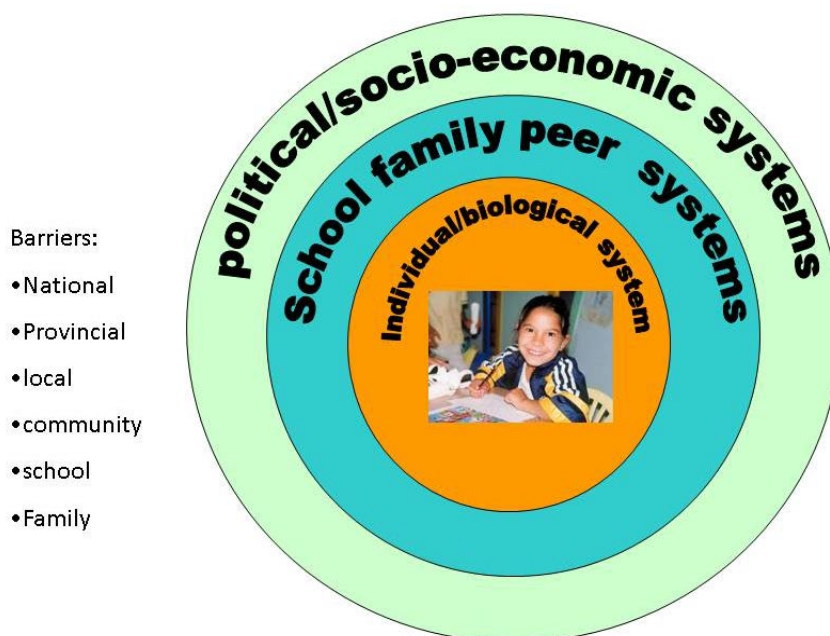 political/socio-economic systems
School family peer systems
Individual/biological system
Barriers:
•National
•Provincial
•local
•community
•school
•Family